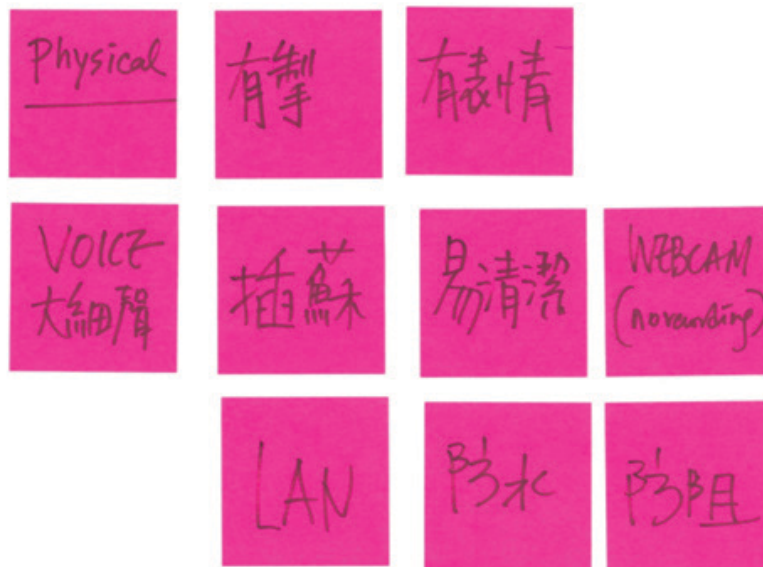 Physical
有掣
有表情
VOICE
大細聲
插蘇
易清潔
WEBCAM
(no recording)
LAN
防水
防阻